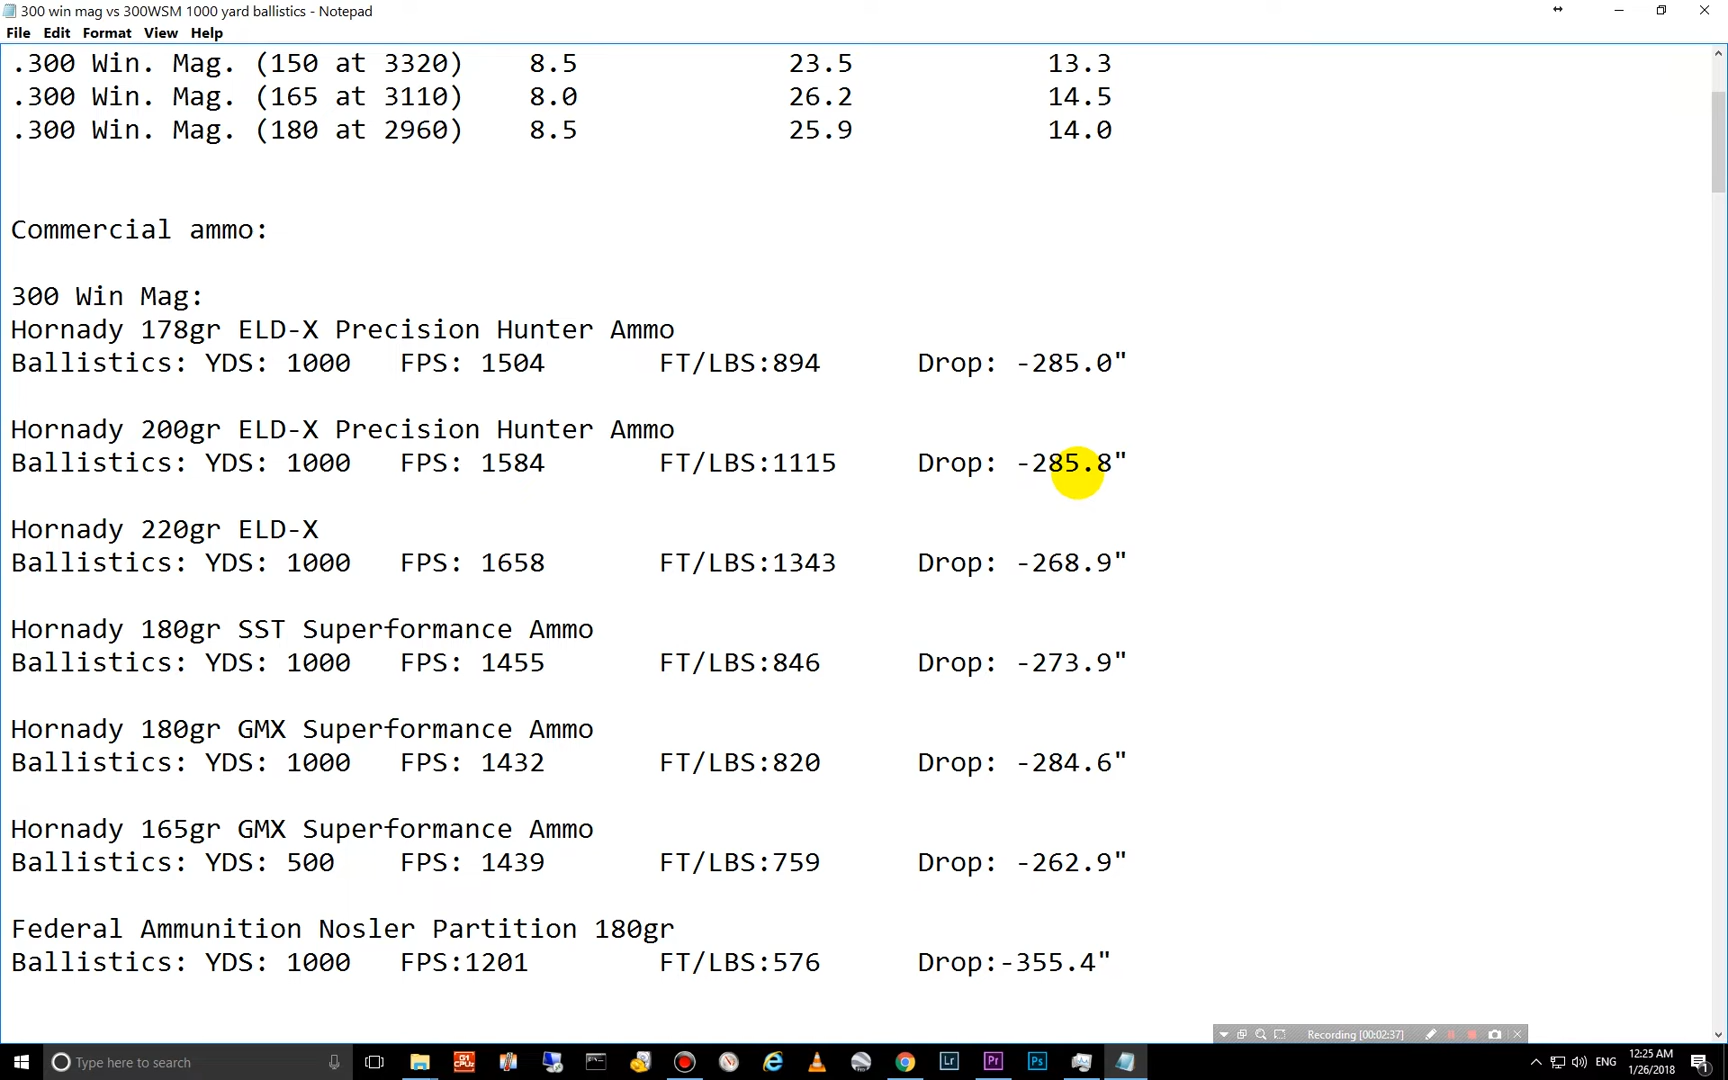 300 win mag vs 300WSM 1000 yard ballistics - Notepad
File Edit Format View Help
.300 Win. Mag. (150 at 3320) 8.5 23.5 13.3
.300 Win. Mag. (165 at 3110) 8.0 26.2 14.5
.300 Win. Mag. (180 at 2960) 8.5 25.9 14.0
Commercial ammo:
300 Win Mag:
Hornady 178gr ELD-X Precision Hunter Ammo
Ballistics: YDS: 1000 FPS: 1504 FT/LBS:894 Drop: -285.0"
Hornady 200gr ELD-X Precision Hunter Ammo
Ballistics: YDS: 1000 FPS: 1584 FT/LBS:1115 Drop: -285.8"
Hornady 220gr ELD-X
Ballistics: YDS: 1000 FPS: 1658 FT/LBS:1343 Drop: -268.9"
Hornady 180gr SST Superformance Ammo
Ballistics: YDS: 1000 FPS: 1455 FT/LBS:846 Drop: -273.9"
Hornady 180gr GMX Superformance Ammo
Ballistics: YDS: 1000 FPS: 1432 FT/LBS:820 Drop: -284.6"
Hornady 165gr GMX Superformance Ammo
Ballistics: YDS: 500 FPS: 1439 FT/LBS:759 Drop: -262.9"
Federal Ammunition Nosler Partition 180gr
Ballistics: YDS: 1000 FPS:1201 FT/LBS:576 Drop:-355.4"
Recording [00:02:37]
Type here to search
Lr Pr Ps
ENG
12:25 AM
1/26/2018